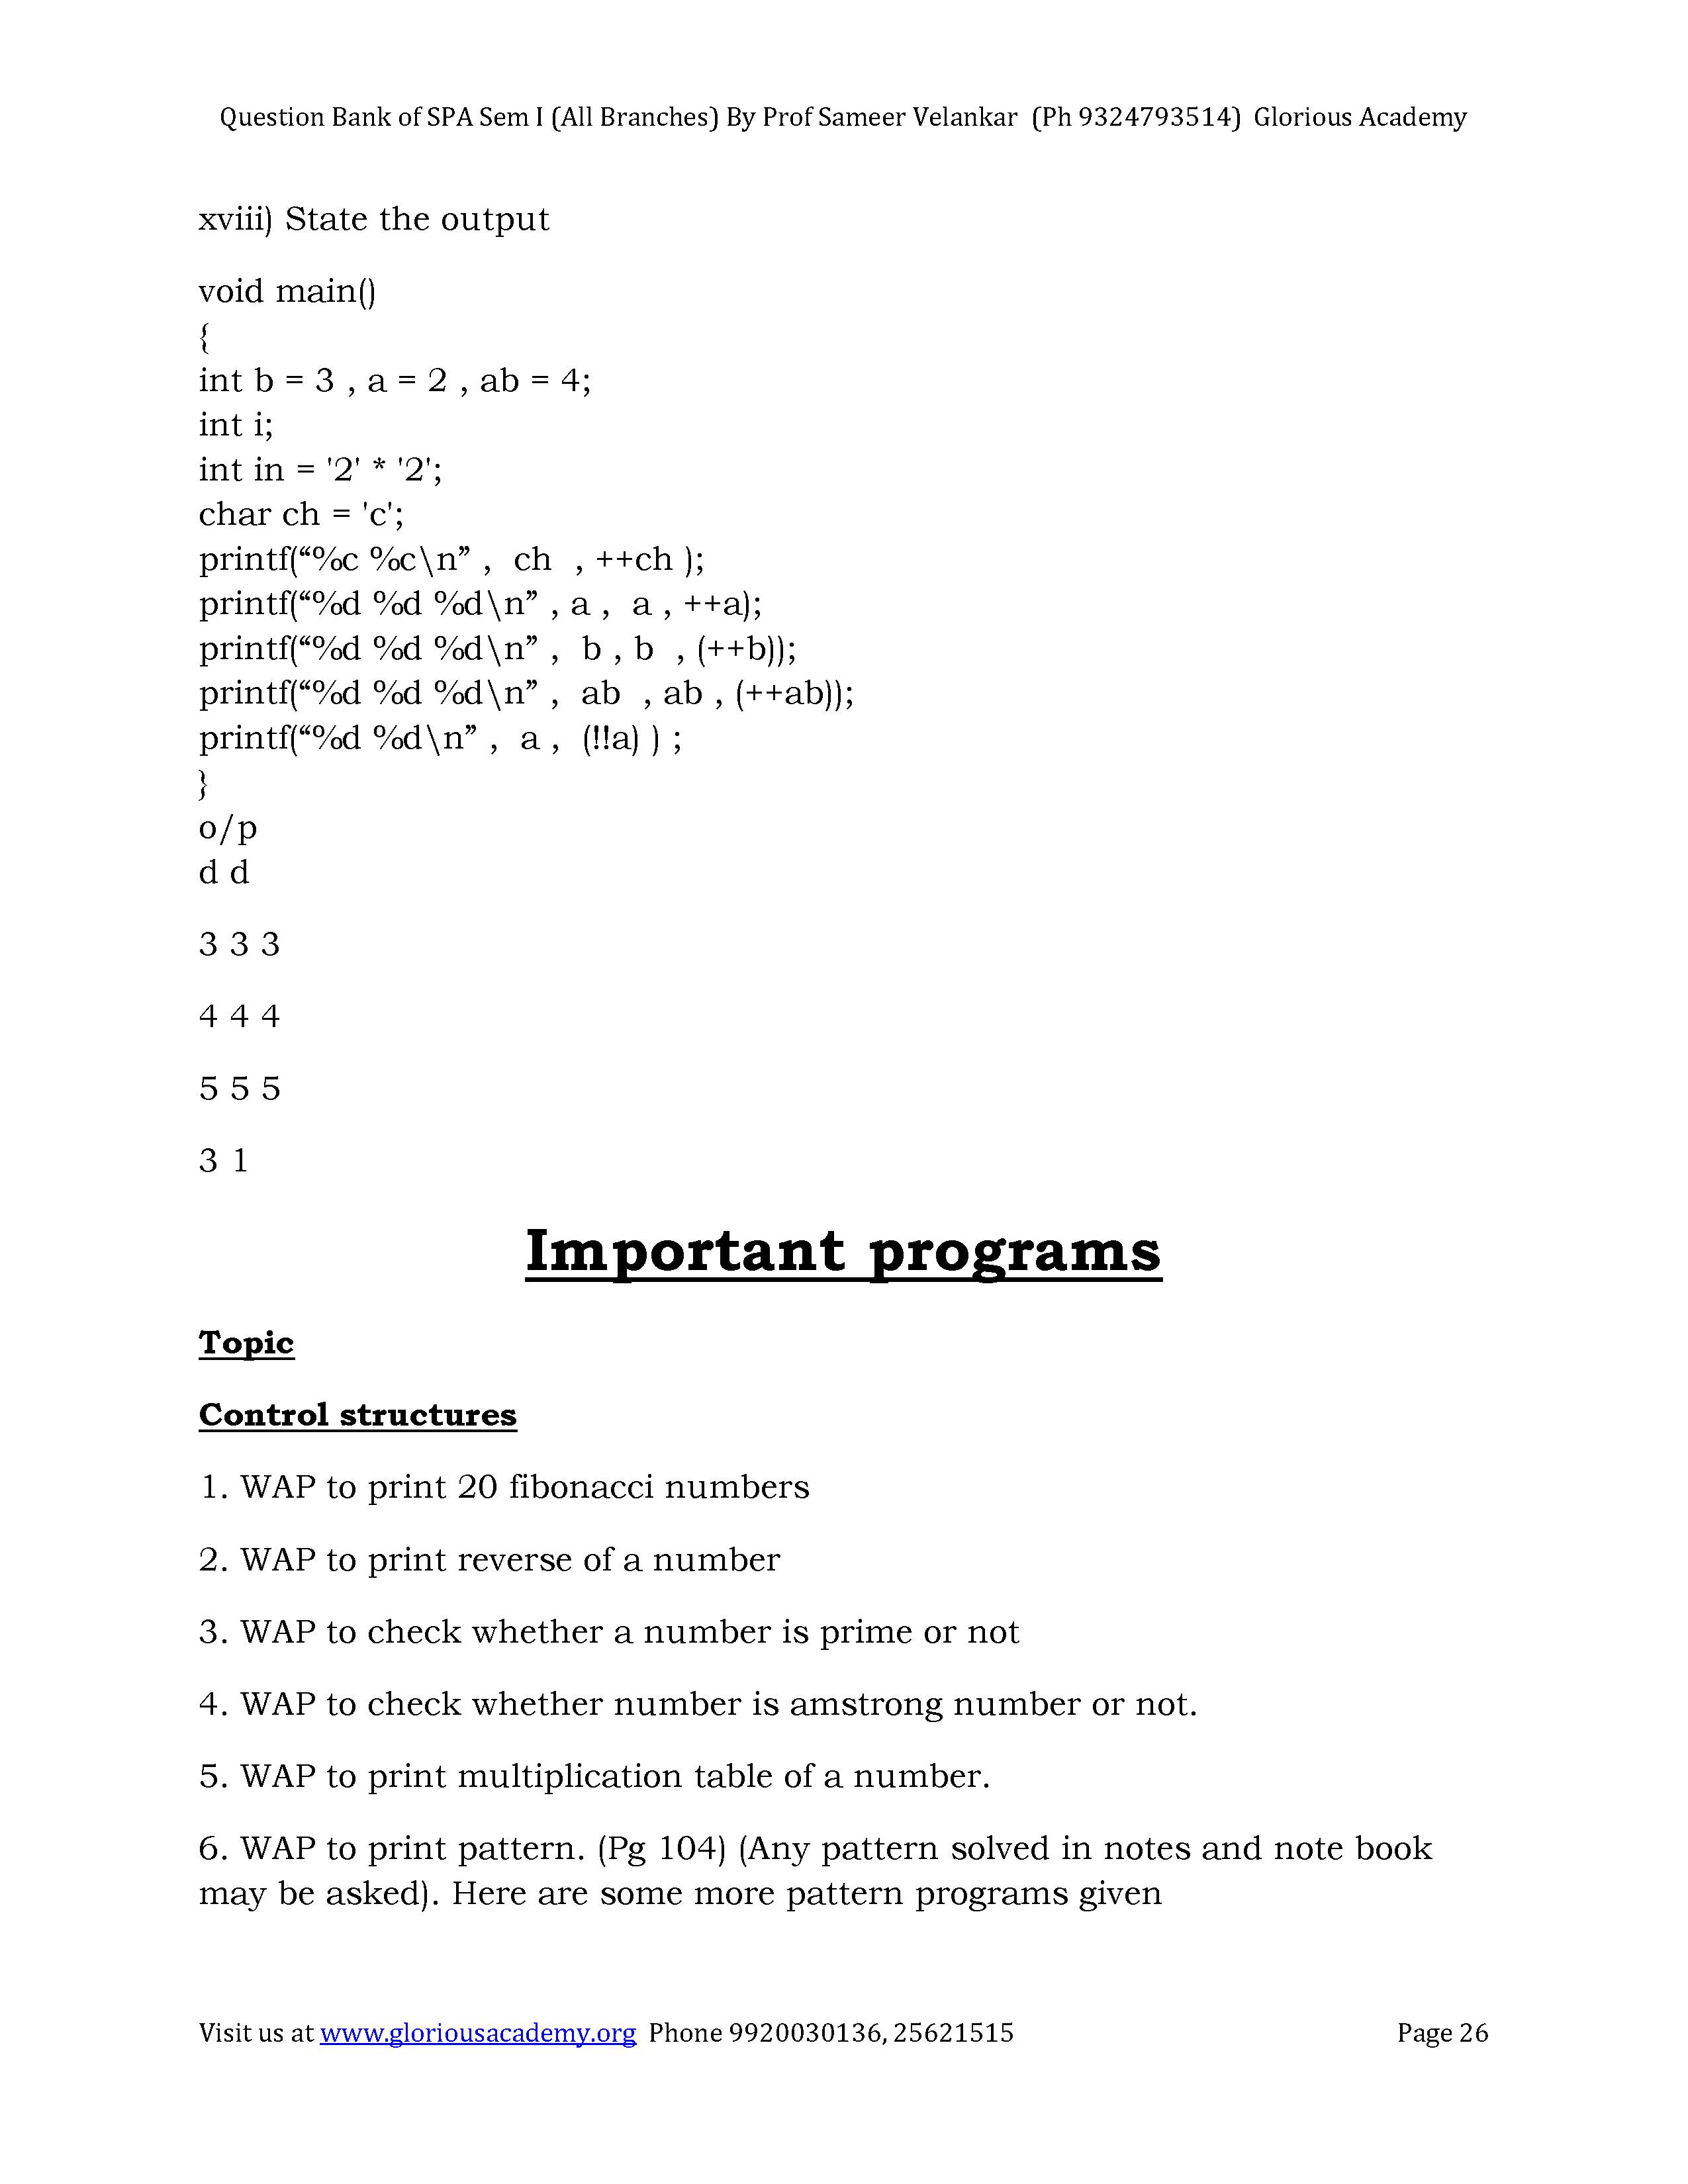 Question Bank of SPA Sem I (All Branches) By Prof Sameer Velankar  (Ph 9324793514)  Glorious Academy
xviii) State the output
void main()
{
int b = 3 , a = 2 , ab = 4;
int i;
int in = '2' * '2';
char ch = 'c';
printf(“%c %c\n” ,  ch  , ++ch );
printf(“%d %d %d\n” , a ,  a , ++a);
printf(“%d %d %d\n” ,  b , b  , (++b));
printf(“%d %d %d\n” ,  ab  , ab , (++ab));
printf(“%d %d\n” ,  a ,  (!!a) ) ;
}
o/p
d d
3 3 3
4 4 4
5 5 5
3 1
Important programs
Topic
Control structures
1. WAP to print 20 fibonacci numbers
2. WAP to print reverse of a number
3. WAP to check whether a number is prime or not
4. WAP to check whether number is amstrong number or not.
5. WAP to print multiplication table of a number.
6. WAP to print pattern. (Pg 104) (Any pattern solved in notes and note book
may be asked). Here are some more pattern programs given
Visit us at www.gloriousacademy.org  Phone 9920030136, 25621515 Page 26